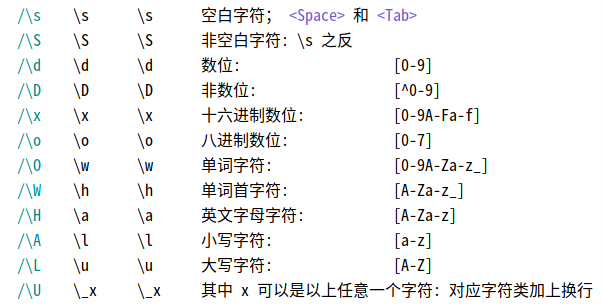 /\s \s \s 空白字符; <Space> 和 <Tab>
/\S \S \S 非空白字符: \s 之反
/\d \d \d 数位: [0-9]
/\D \D \D 非数位: [^0-9]
/\x \x \x 十六进制数位: [0-9A-Fa-f]
/\o \o \o 八进制数位: [0-7]
/\O \w \w 单词字符: [0-9A-Za-z_]
/\W \h \h 单词首字符: [A-Za-z_]
/\H \a \a 英文字母字符: [A-Za-z]
/\A \l \l 小写字符: [a-z]
/\L \u \u 大写字符: [A-Z]
/\U \_x \_x 其中 x 可以是以上任意一个字符: 对应字符类加上换行